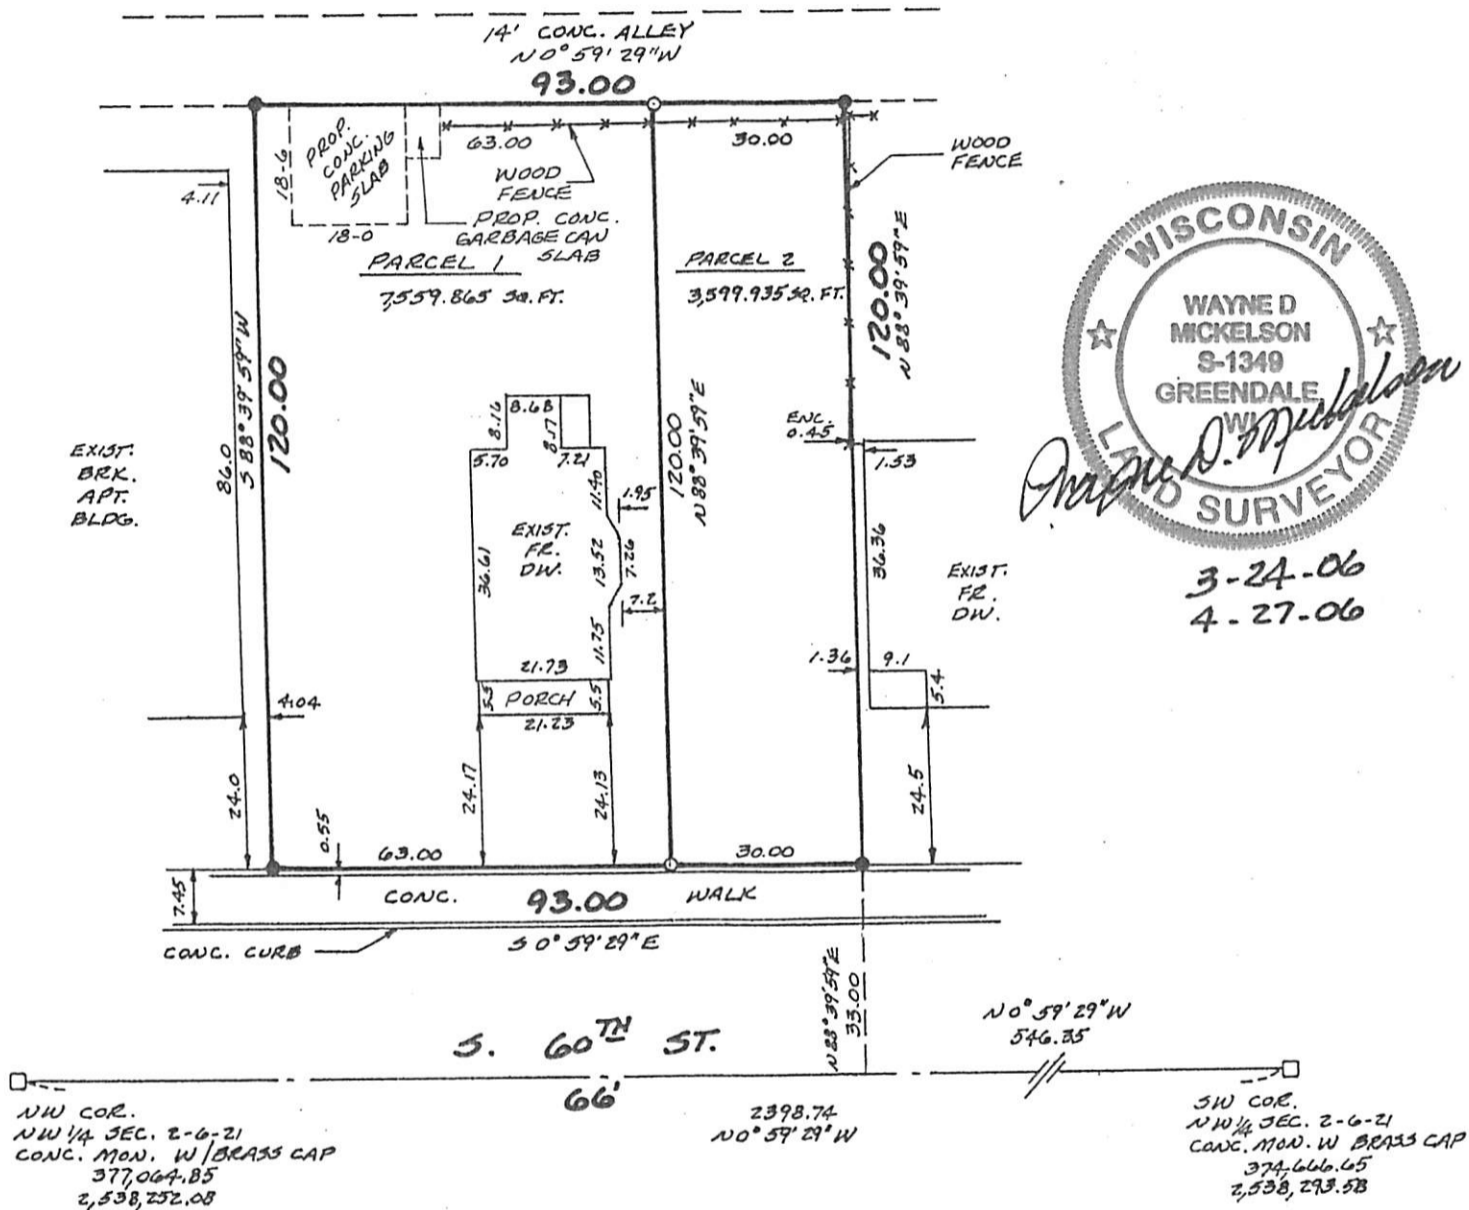 14' CONC. ALLEY
N 0° 59' 29" W
93.00
63.00
30.00
WOOD
FENCE
WOOD
FENCE
PROP.
CONC.
PARKING
SLAB
18-6
18-0
PROP. CONC.
GARBAGE CAN
SLAB
4.11
PARCEL 1
7,559.865 SQ. FT.
PARCEL 2
3,599.935 SQ. FT.
120.00
N 88° 39' 59" E
S 88° 39' 59" W
120.00
86.0
120.00
N 88° 39' 59" E
EXIST.
BRK.
APT.
BLDG.
8.16
8.68
8.17
5.70
7.21
11.40
1.95
EXIST.
FR.
DW.
36.61
13.52
7.26
7.2
11.75
21.73
5.5
PORCH
5.5
21.23
24.17
24.13
ENC.
0.45
1.53
36.36
EXIST.
FR.
DW.
1.36
9.1
5.4
24.5
4.04
24.0
0.55
63.00
30.00
7.45
CONC.
93.00
WALK
CONC. CURB
S 0° 59' 29" E
N 88° 39' 59" E
33.00
S. 60TH ST.
66'
N 0° 59' 29" W
546.35
2398.74
N 0° 59' 29" W
NW COR.
NW 1/4 SEC. 2-6-21
CONC. MON. W/BRASS CAP
377,064.85
2,538,252.08
SW COR.
NW 1/4 SEC. 2-6-21
CONC. MON. W BRASS CAP
374,666.65
2,538,293.58
WISCONSIN
WAYNE D
MICKELSON
S-1349
GREENDALE
WI
LAND SURVEYOR
Wayne D. Mickelson
3-24-06
4-27-06